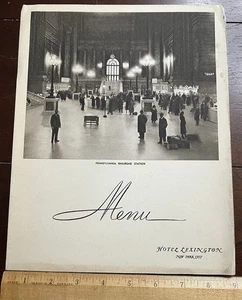 PENNSYLVANIA RAILROAD STATION
Menu
HOTEL LEXINGTON
NEW YORK CITY